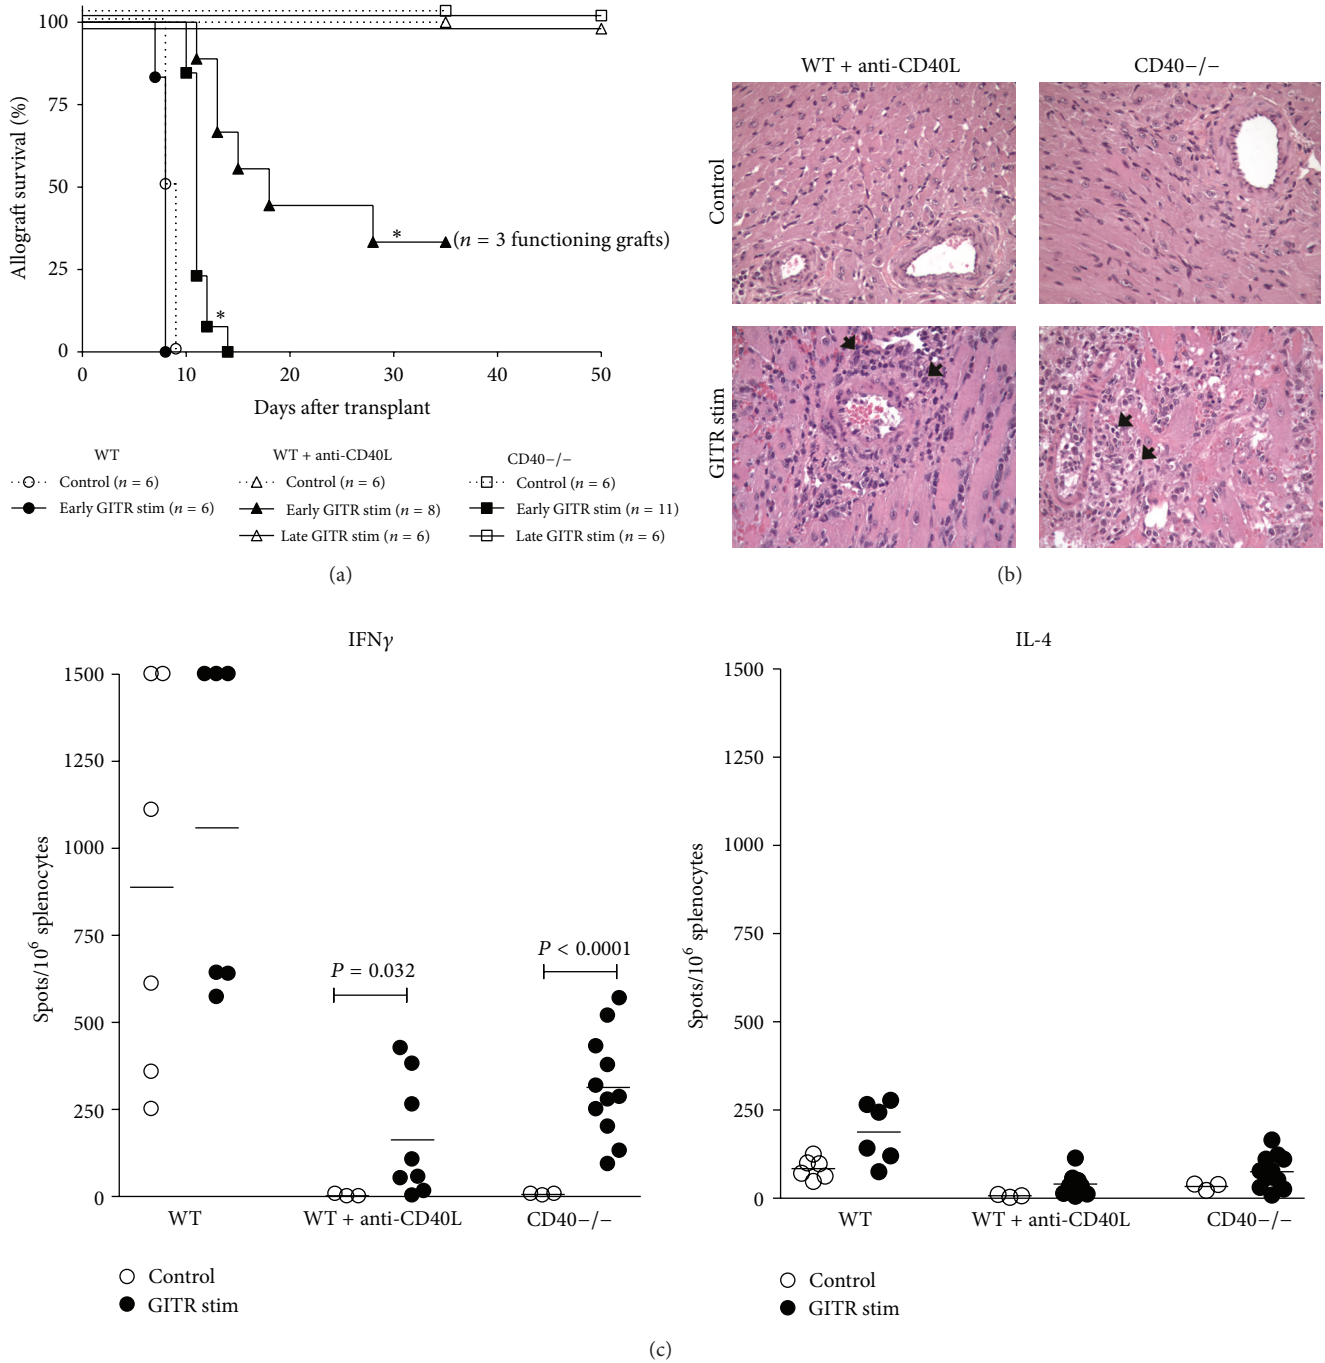 100
75
50
25
0
Allograft survival (%)
*
*
(n = 3 functioning grafts)
0 10 20 30 40 50
Days after transplant
WT
Control (n = 6)
Early GITR stim (n = 6)
WT + anti-CD40L
Control (n = 6)
Early GITR stim (n = 8)
Late GITR stim (n = 6)
CD40−/−
Control (n = 6)
Early GITR stim (n = 11)
Late GITR stim (n = 6)
(a)
WT + anti-CD40L CD40−/−
Control
GITR stim
(b)
IFNγ
1500
1250
1000
750
500
250
0
Spots/10⁶ splenocytes
P = 0.032
P < 0.0001
WT WT + anti-CD40L CD40−/−
Control
GITR stim
IL-4
1500
1250
1000
750
500
250
0
Spots/10⁶ splenocytes
WT WT + anti-CD40L CD40−/−
Control
GITR stim
(c)